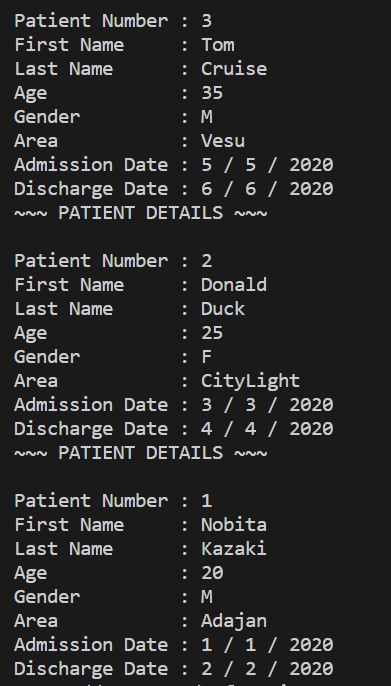 Patient Number : 3
First Name     : Tom
Last Name      : Cruise
Age            : 35
Gender         : M
Area           : Vesu
Admission Date : 5 / 5 / 2020
Discharge Date : 6 / 6 / 2020
~~~ PATIENT DETAILS ~~~

Patient Number : 2
First Name     : Donald
Last Name      : Duck
Age            : 25
Gender         : F
Area           : CityLight
Admission Date : 3 / 3 / 2020
Discharge Date : 4 / 4 / 2020
~~~ PATIENT DETAILS ~~~

Patient Number : 1
First Name     : Nobita
Last Name      : Kazaki
Age            : 20
Gender         : M
Area           : Adajan
Admission Date : 1 / 1 / 2020
Discharge Date : 2 / 2 / 2020